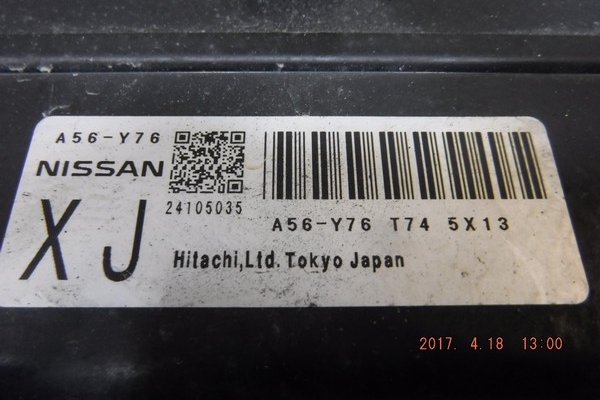 A56-Y76
NISSAN
24105035
XJ
A56-Y76 T74 5X13
Hitachi,Ltd. Tokyo Japan
2017. 4.18 13:00